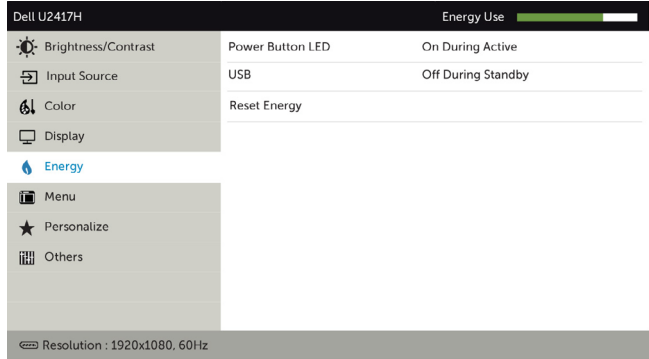 Dell U2417H Energy Use
Brightness/Contrast Power Button LED On During Active
Input Source USB Off During Standby
Color Reset Energy
Display
Energy
Menu
Personalize
Others
Resolution : 1920x1080, 60Hz